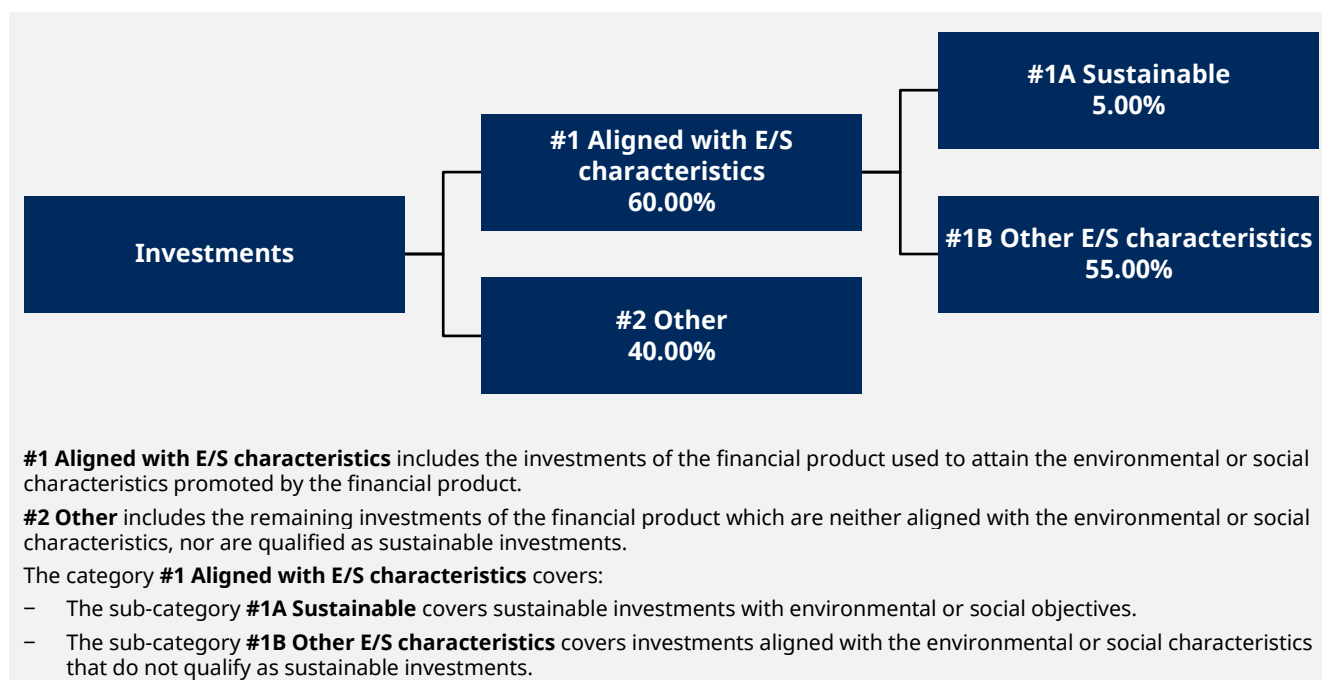 #1A Sustainable
5.00%
#1 Aligned with E/S
characteristics
60.00%
Investments
#1B Other E/S characteristics
55.00%
#2 Other
40.00%
#1 Aligned with E/S characteristics includes the investments of the financial product used to attain the environmental or social
characteristics promoted by the financial product.
#2 Other includes the remaining investments of the financial product which are neither aligned with the environmental or social
characteristics, nor are qualified as sustainable investments.
The category #1 Aligned with E/S characteristics covers:
– The sub-category #1A Sustainable covers sustainable investments with environmental or social objectives.
– The sub-category #1B Other E/S characteristics covers investments aligned with the environmental or social characteristics
that do not qualify as sustainable investments.